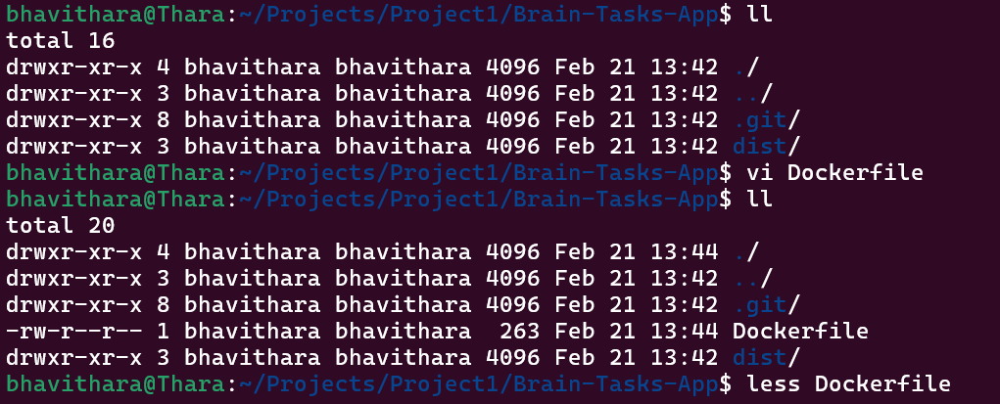 bhavithara@Thara:~/Projects/Project1/Brain-Tasks-App$ ll
total 16
drwxr-xr-x 4 bhavithara bhavithara 4096 Feb 21 13:42 ./
drwxr-xr-x 3 bhavithara bhavithara 4096 Feb 21 13:42 ../
drwxr-xr-x 8 bhavithara bhavithara 4096 Feb 21 13:42 .git/
drwxr-xr-x 3 bhavithara bhavithara 4096 Feb 21 13:42 dist/
bhavithara@Thara:~/Projects/Project1/Brain-Tasks-App$ vi Dockerfile
bhavithara@Thara:~/Projects/Project1/Brain-Tasks-App$ ll
total 20
drwxr-xr-x 4 bhavithara bhavithara 4096 Feb 21 13:44 ./
drwxr-xr-x 3 bhavithara bhavithara 4096 Feb 21 13:42 ../
drwxr-xr-x 8 bhavithara bhavithara 4096 Feb 21 13:42 .git/
-rw-r--r-- 1 bhavithara bhavithara  263 Feb 21 13:44 Dockerfile
drwxr-xr-x 3 bhavithara bhavithara 4096 Feb 21 13:42 dist/
bhavithara@Thara:~/Projects/Project1/Brain-Tasks-App$ less Dockerfile